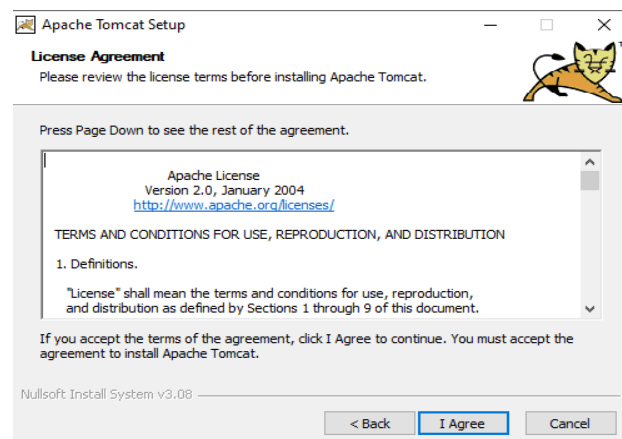 Apache Tomcat Setup
License Agreement
Please review the license terms before installing Apache Tomcat.
Press Page Down to see the rest of the agreement.
Apache License
Version 2.0, January 2004
http://www.apache.org/licenses/
TERMS AND CONDITIONS FOR USE, REPRODUCTION, AND DISTRIBUTION
1. Definitions.
"License" shall mean the terms and conditions for use, reproduction,
and distribution as defined by Sections 1 through 9 of this document.
If you accept the terms of the agreement, click I Agree to continue. You must accept the
agreement to install Apache Tomcat.
Nullsoft Install System v3.08
< Back I Agree Cancel